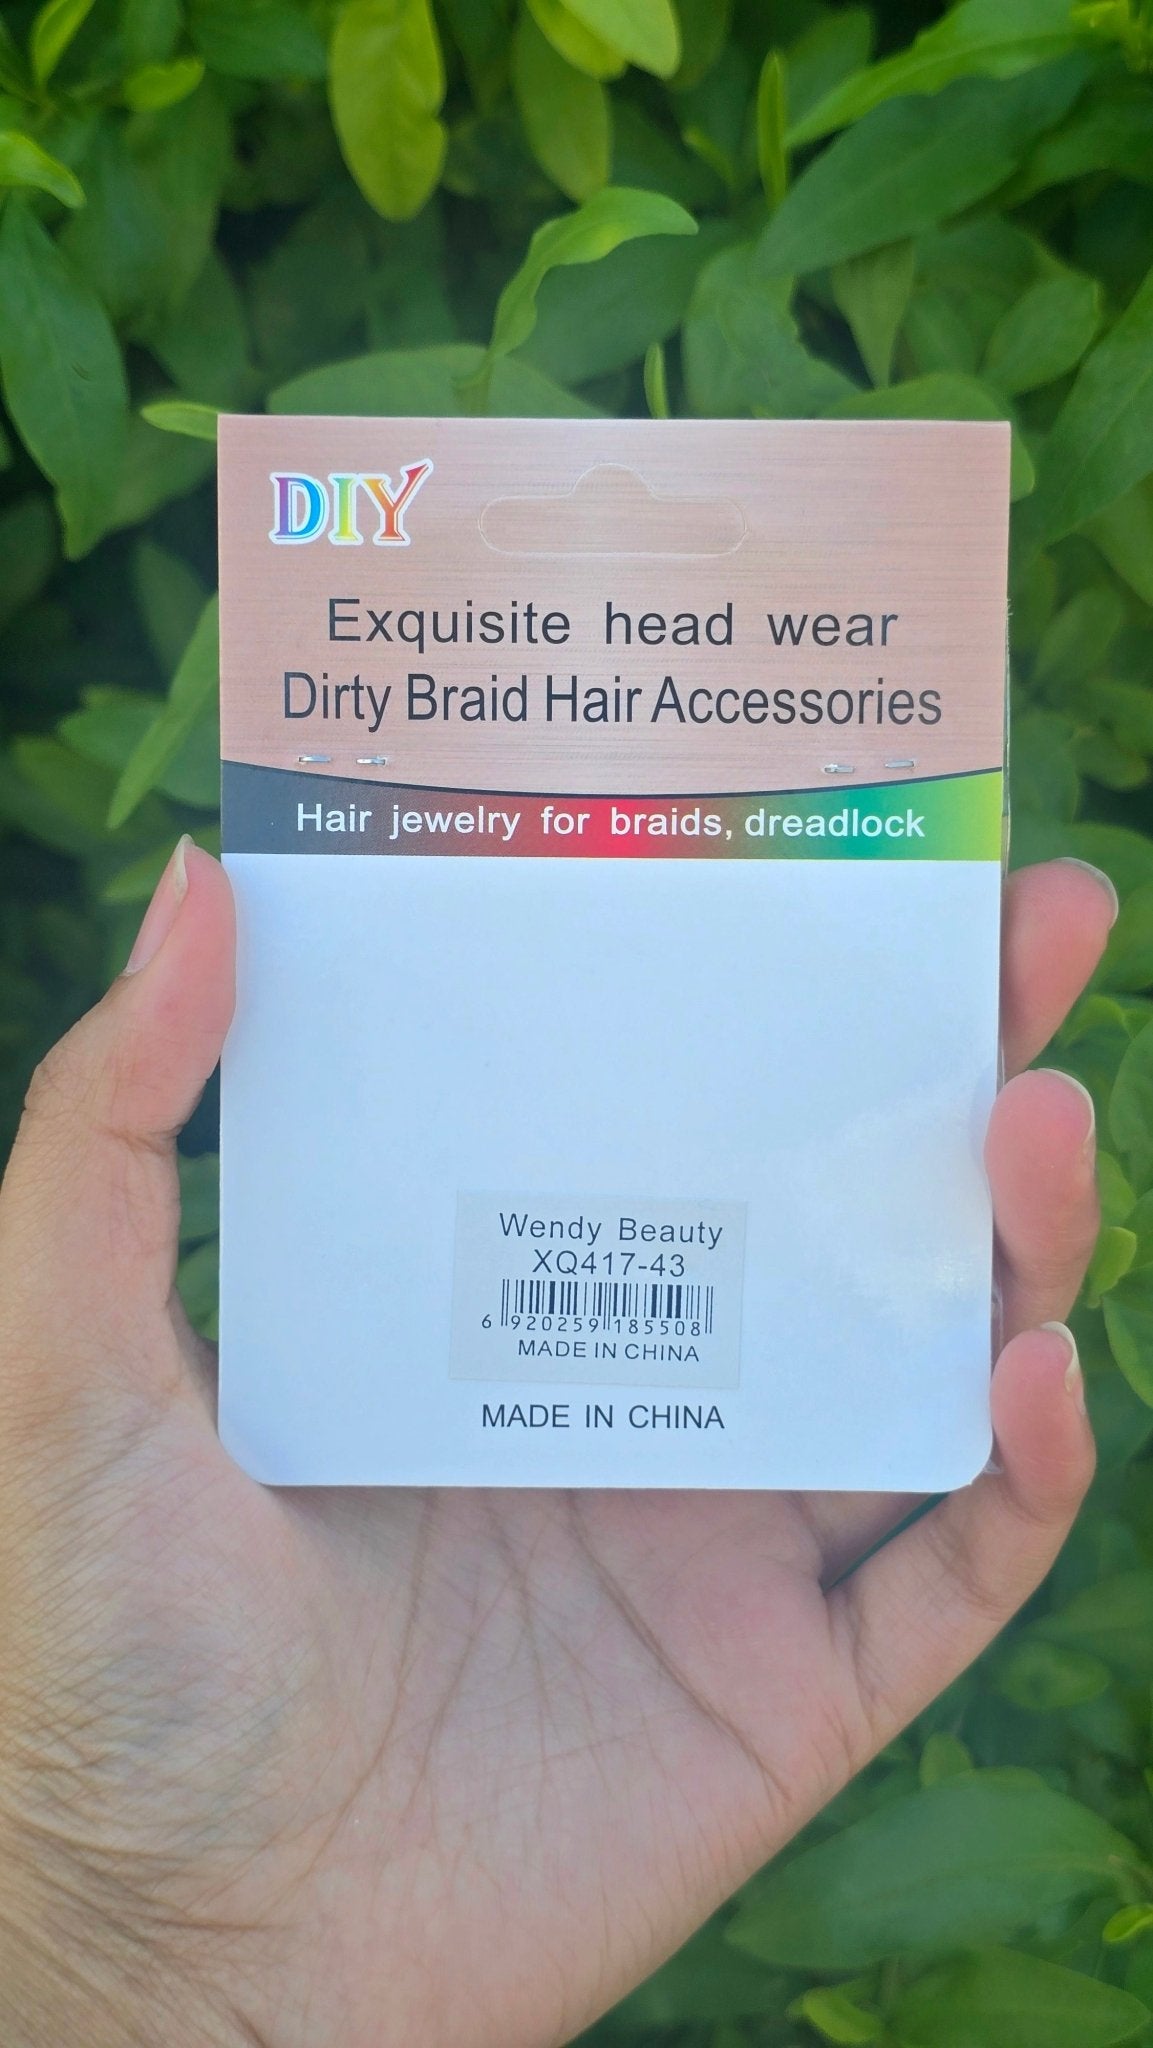 DIY
Exquisite head wear
Dirty Braid Hair Accessories
Hair jewelry for braids, dreadlock
Wendy Beauty
XQ417-43
6 920259 185508
MADE IN CHINA
MADE IN CHINA